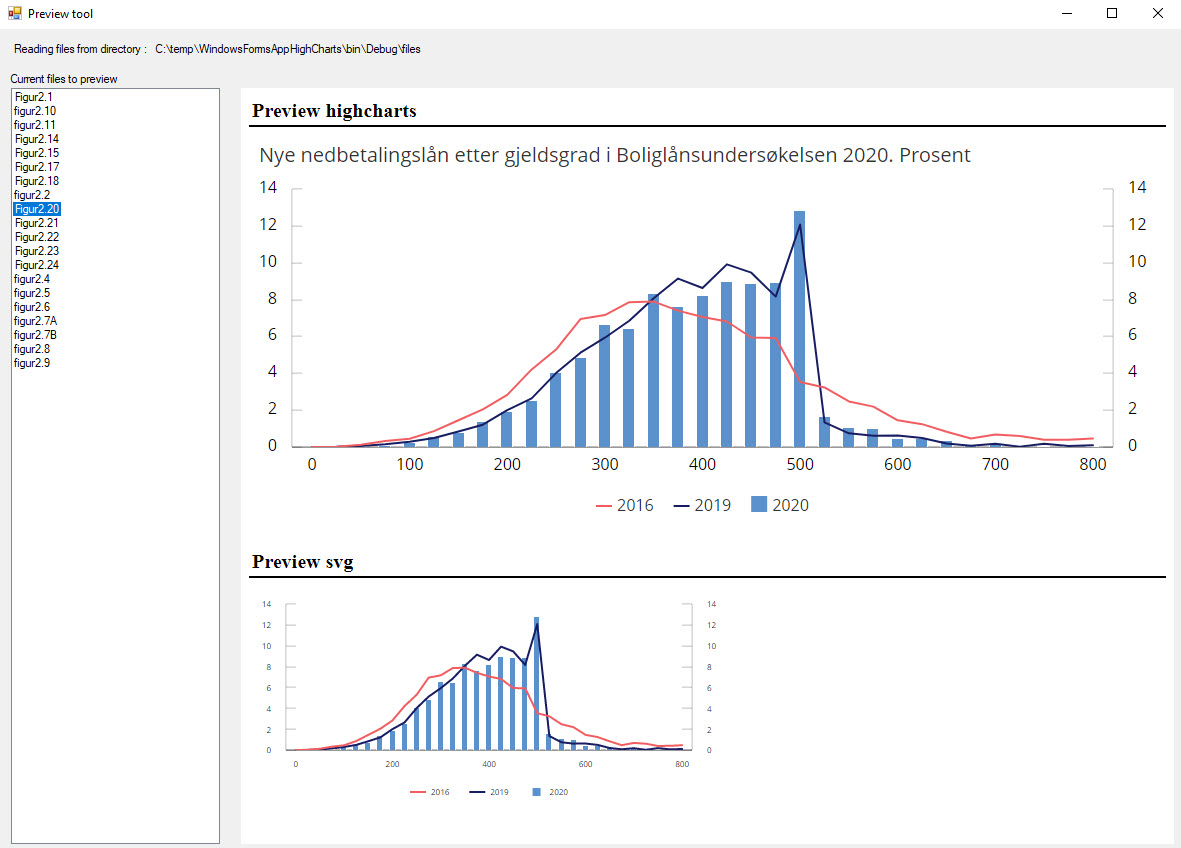 Preview tool
Reading files from directory : C:\temp\WindowsFormsAppHighCharts\bin\Debug\files
Current files to preview
Figur2.1
figur2.10
figur2.11
Figur2.14
Figur2.15
Figur2.17
Figur2.18
figur2.2
Figur2.20
Figur2.21
Figur2.22
Figur2.23
Figur2.24
figur2.4
figur2.5
figur2.6
figur2.7A
figur2.7B
figur2.8
figur2.9
Preview highcharts
Nye nedbetalingslån etter gjeldsgrad i Boliglånsundersøkelsen 2020. Prosent
14 14
12 12
10 10
8 8
6 6
4 4
2 2
0 0
0 100 200 300 400 500 600 700 800
2016 2019 2020
Preview svg
14 14
12 12
10 10
8 8
6 6
4 4
2 2
0 0
0 200 400 600 800
2016 2019 2020